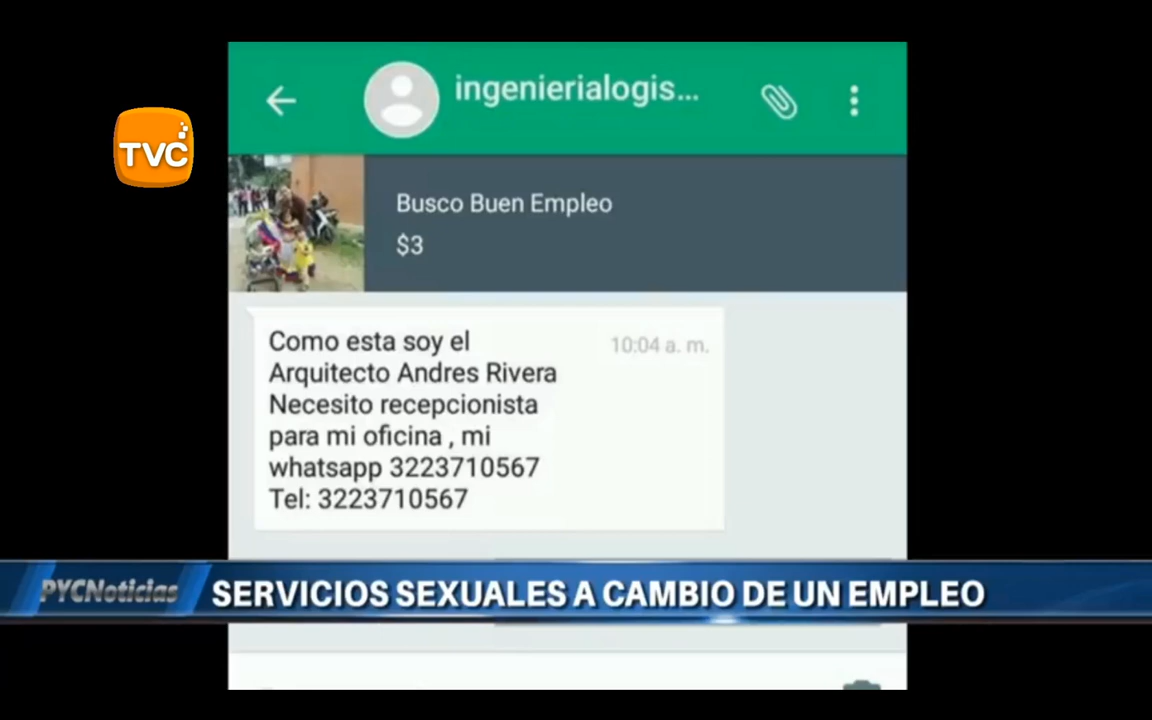 TVC
ingenierialogis...
Busco Buen Empleo
$3
Como esta soy el
Arquitecto Andres Rivera
Necesito recepcionista
para mi oficina , mi
whatsapp 3223710567
Tel: 3223710567
10:04 a. m.
PYCNoticias
SERVICIOS SEXUALES A CAMBIO DE UN EMPLEO